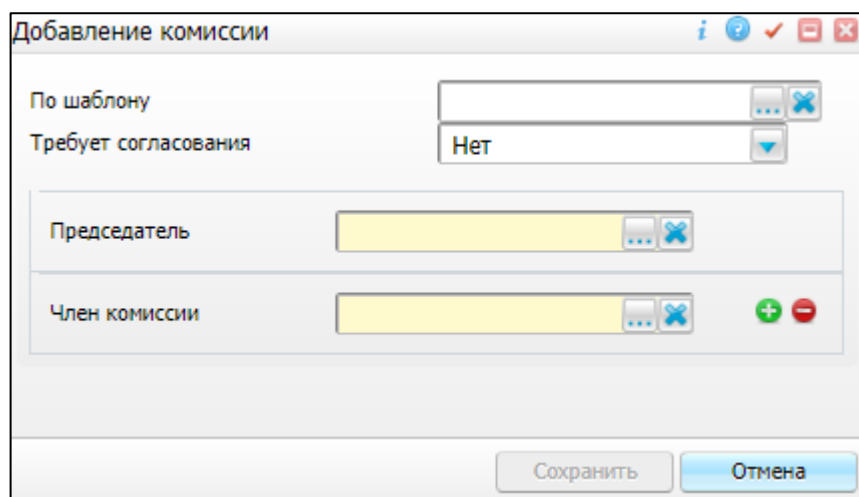 Добавление комиссии
По шаблону
Требует согласования Нет
Председатель
Член комиссии
Сохранить Отмена